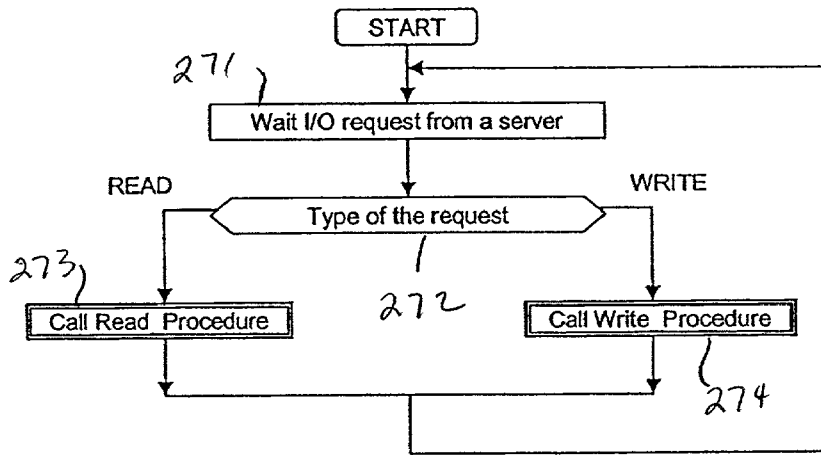 START
271
Wait I/O request from a server
READ
WRITE
Type of the request
273
272
Call Read Procedure
Call Write Procedure
274